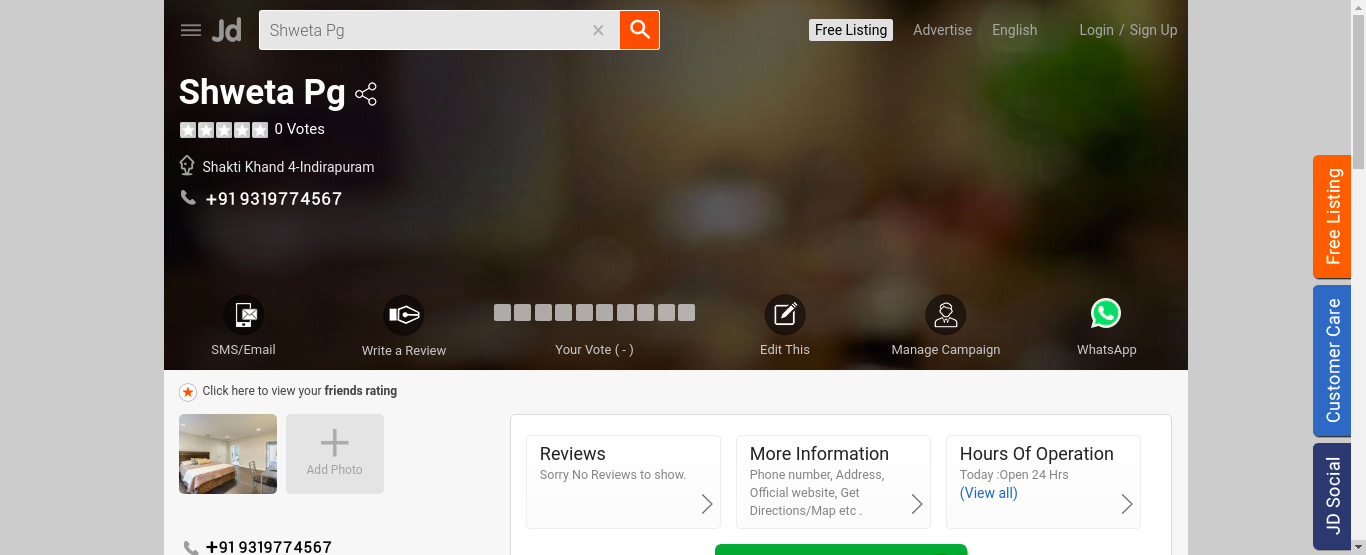 Jd
Shweta Pg
Free Listing
Advertise
English
Login / Sign Up
Shweta Pg
0 Votes
Shakti Khand 4-Indirapuram
+91 9319774567
SMS/Email
Write a Review
Your Vote ( - )
Edit This
Manage Campaign
WhatsApp
Click here to view your friends rating
Add Photo
+91 9319774567
Reviews
Sorry No Reviews to show.
More Information
Phone number, Address,
Official website, Get
Directions/Map etc .
Hours Of Operation
Today :Open 24 Hrs
(View all)
Free Listing
Customer Care
JD Social